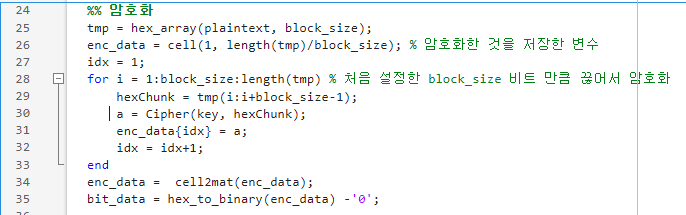 24 %% 암호화
25 tmp = hex_array(plaintext, block_size);
26 enc_data = cell(1, length(tmp)/block_size); % 암호화한 것을 저장한 변수
27 idx = 1;
28 for i = 1:block_size:length(tmp) % 처음 설정한 block_size 비트 만큼 끊어서 암호화
29 hexChunk = tmp(i:i+block_size-1);
30 a = Cipher(key, hexChunk);
31 enc_data{idx} = a;
32 idx = idx+1;
33 end
34 enc_data =  cell2mat(enc_data);
35 bit_data = hex_to_binary(enc_data) -'0';